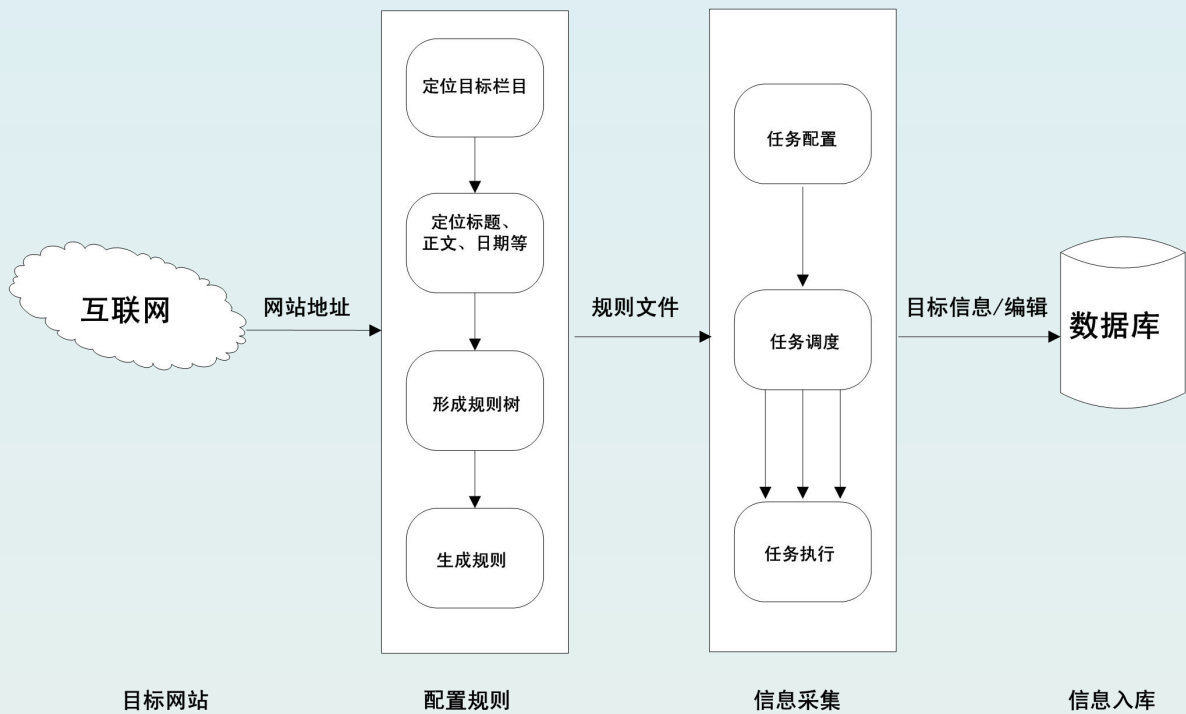 互联网
网站地址
定位目标栏目
定位标题、
正文、日期等
形成规则树
生成规则
规则文件
任务配置
任务调度
任务执行
目标信息/编辑
数据库
目标网站
配置规则
信息采集
信息入库